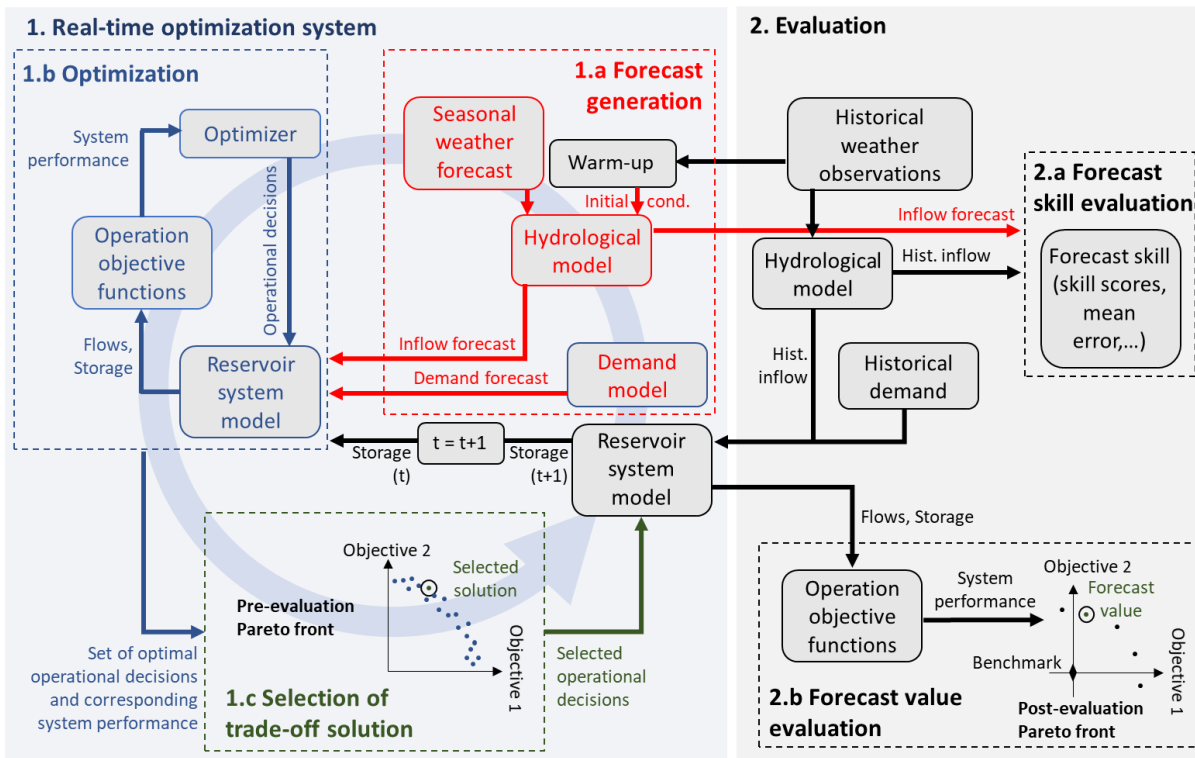 1. Real-time optimization system
1.b Optimization
System
performance
Optimizer
Operational decisions
Operation
objective
functions
Flows,
Storage
Reservoir
system
model
1.a Forecast
generation
Seasonal
weather
forecast
Warm-up
Initial cond.
Hydrological
model
Inflow forecast
Demand forecast
Demand
model
Storage
(t)
t = t+1
Storage
(t+1)
Reservoir
system
model
Set of optimal
operational decisions
and corresponding
system performance
Objective 2
Selected
solution
Pre-evaluation
Pareto front
Objective 1
1.c Selection of
trade-off solution
Selected
operational
decisions
2. Evaluation
Historical
weather
observations
2.a Forecast
skill evaluation
Inflow forecast
Hydrological
model
Hist. inflow
Forecast skill
(skill scores,
mean
error,...)
Hist.
inflow
Historical
demand
Flows, Storage
Operation
objective
functions
System
performance
Objective 2
Forecast
value
Benchmark
Objective 1
Post-evaluation
Pareto front
2.b Forecast value
evaluation